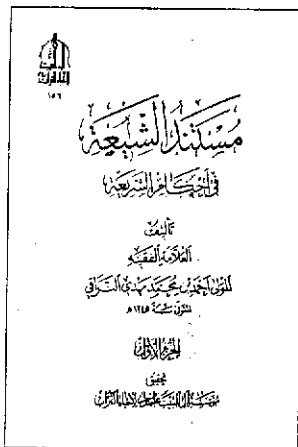 ١٥٦
مستند الشيعة
في أحكام الشريعة
تأليف
العلامة الفقيه
المولى أحمد بن محمد مهدي النراقي
المتوفى سنة ١٢٤٥ هـ
الجزء الأول
تحقيق
مؤسسة آل البيت عليهم السلام لإحياء التراث